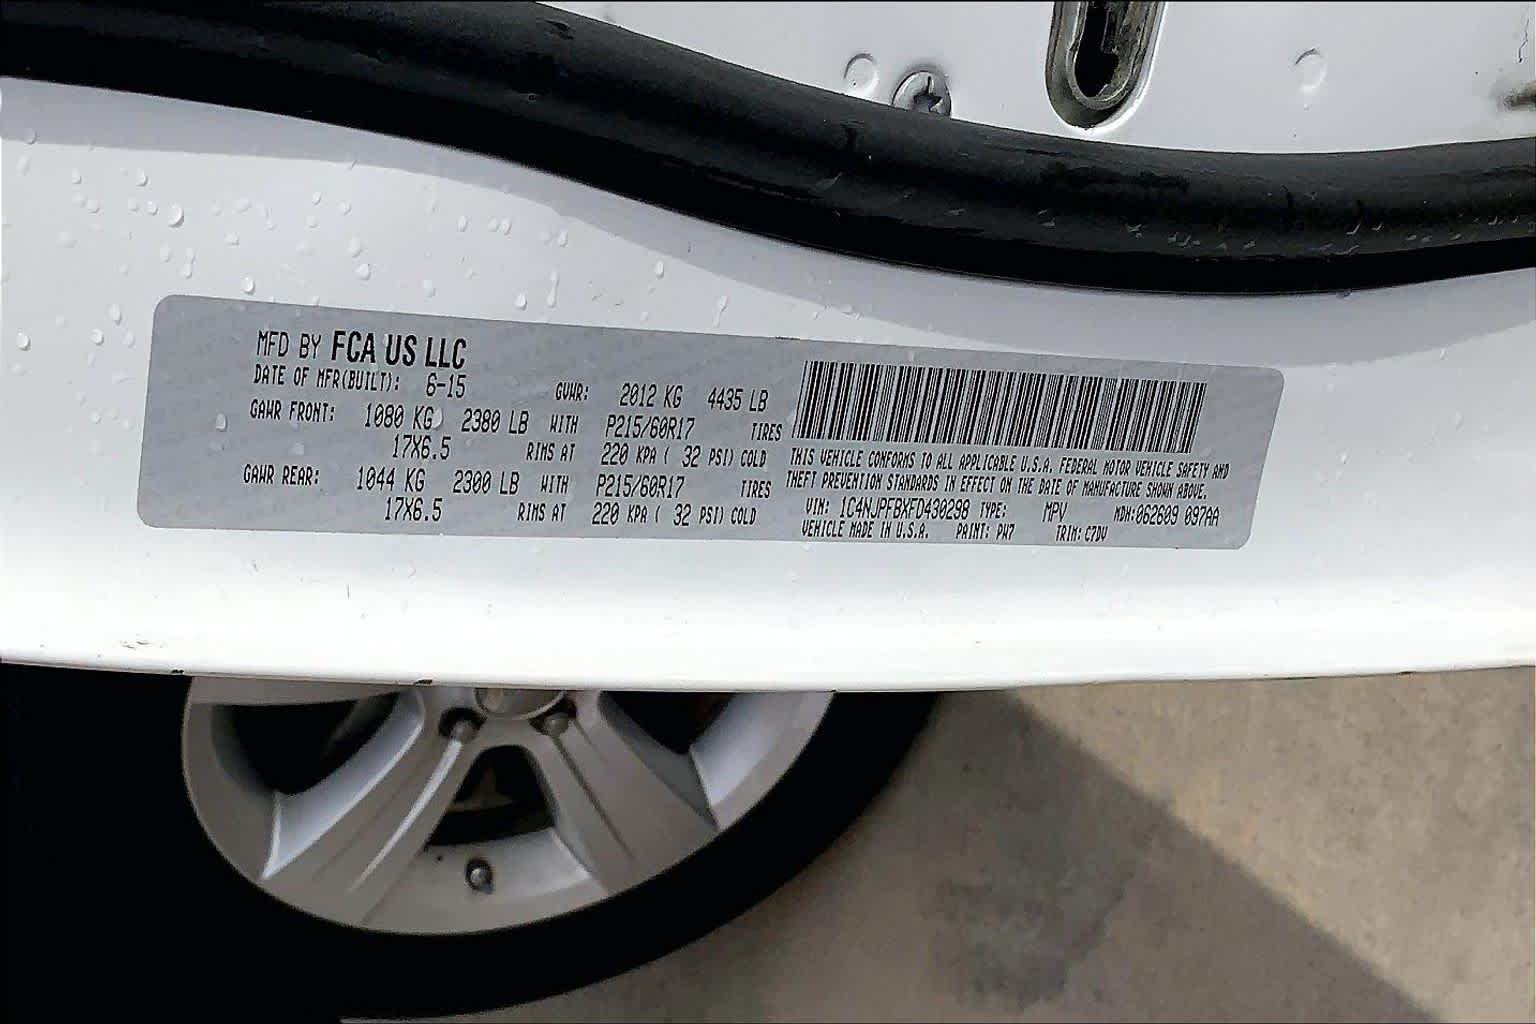 MFD BY FCA US LLC
DATE OF MFR(BUILT): 6-15 GVWR: 2012 KG 4435 LB
GAWR FRONT: 1080 KG 2380 LB WITH P215/60R17 TIRES
17X6.5 RIMS AT 220 KPA ( 32 PSI) COLD
GAWR REAR: 1044 KG 2300 LB WITH P215/60R17 TIRES
17X6.5 RIMS AT 220 KPA ( 32 PSI) COLD
THIS VEHICLE CONFORMS TO ALL APPLICABLE U.S.A. FEDERAL MOTOR VEHICLE SAFETY AND
THEFT PREVENTION STANDARDS IN EFFECT ON THE DATE OF MANUFACTURE SHOWN ABOVE.
VIN: 1C4NJPFBXFD430298 TYPE: MPV MDH:062609 097AA
VEHICLE MADE IN U.S.A. PAINT: PW7 TRIM: C7DV